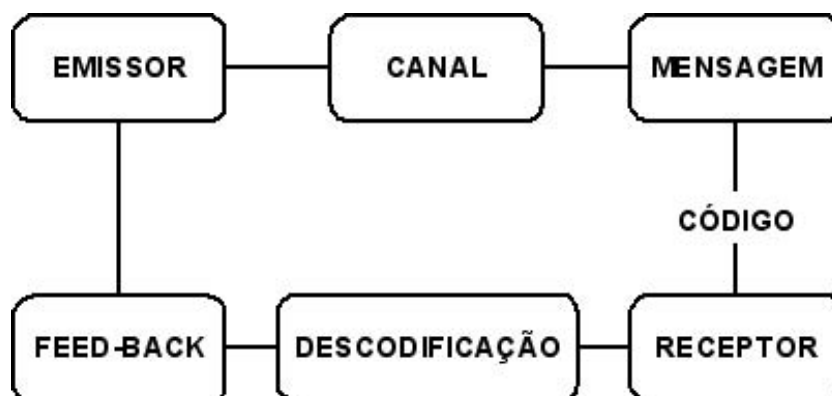 EMISSOR CANAL MENSAGEM
CÓDIGO
FEED-BACK DESCODIFICAÇÃO RECEPTOR